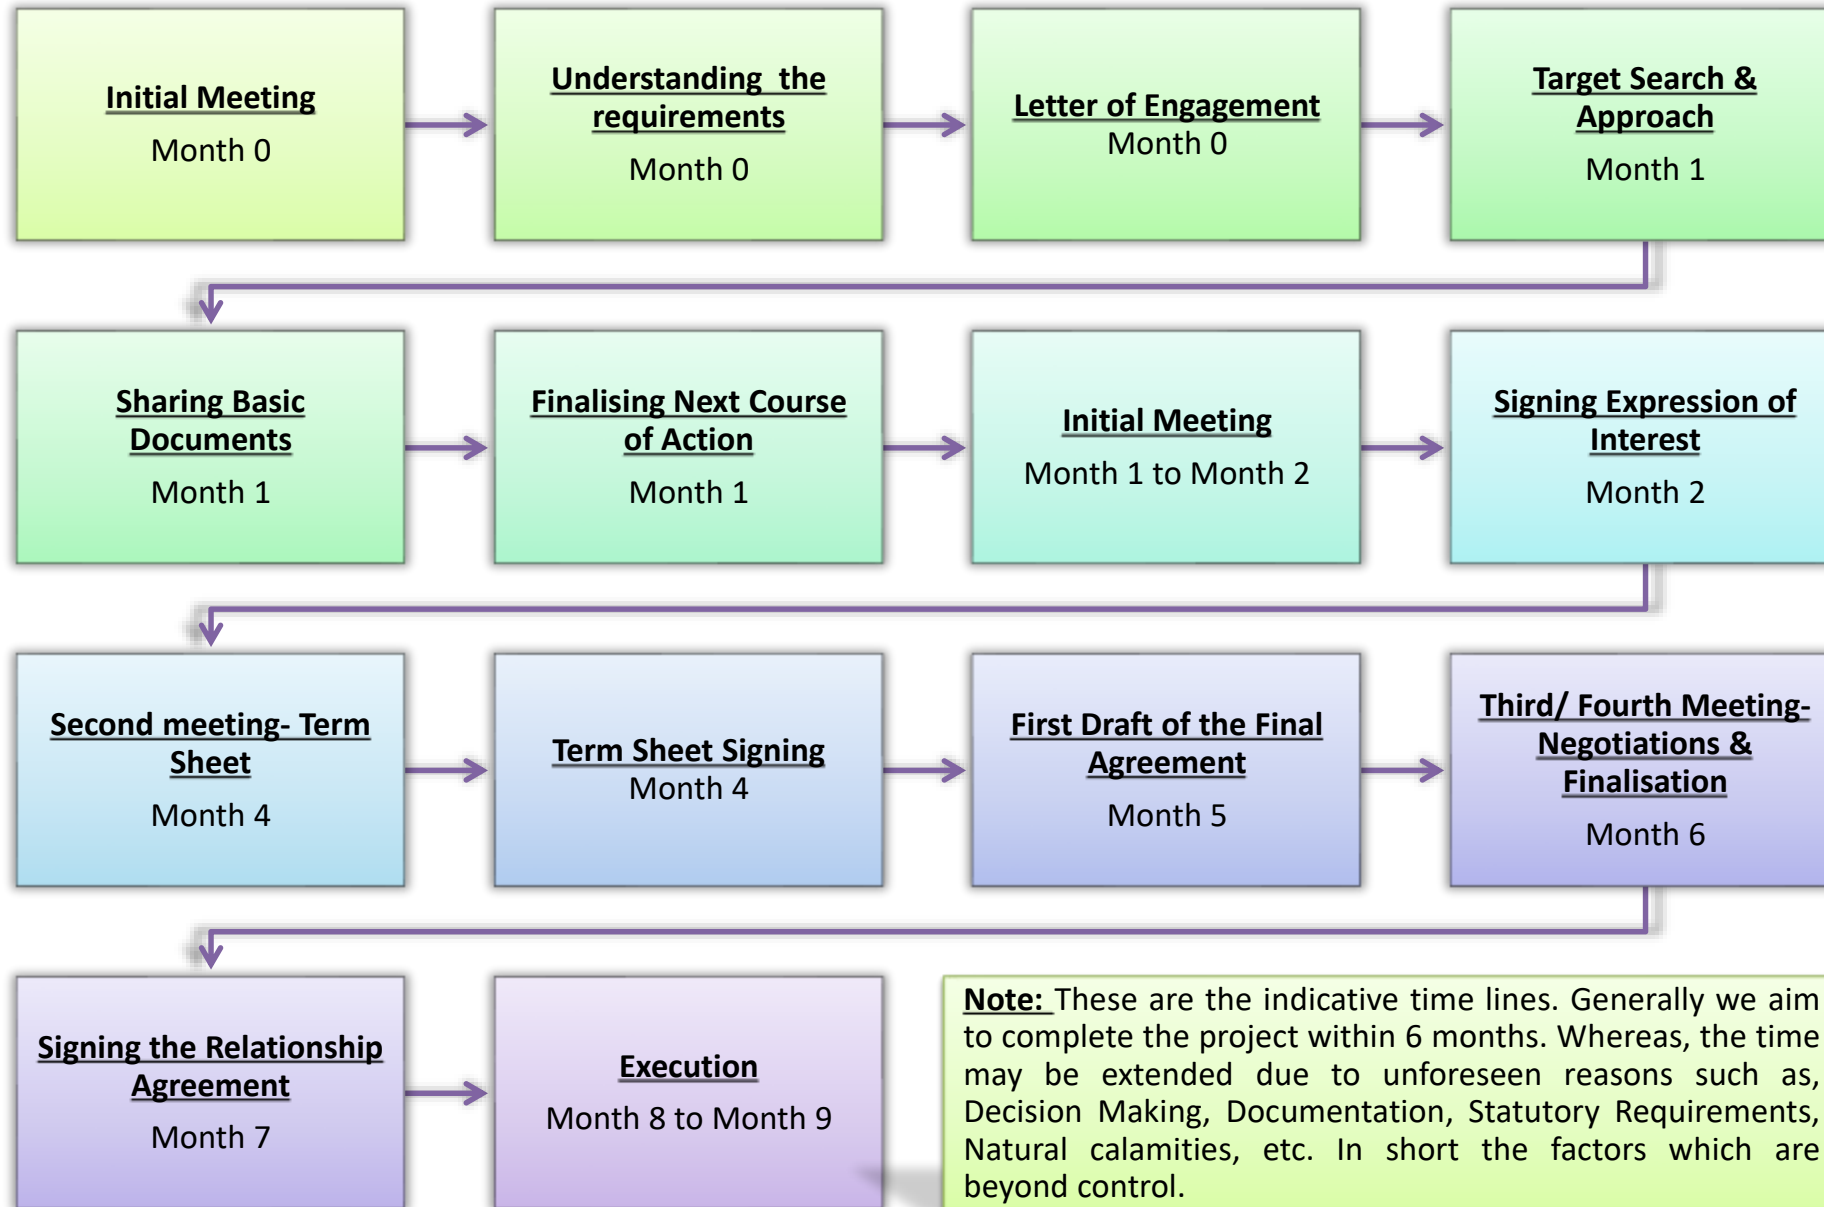 Initial Meeting
Month 0
Understanding the
requirements
Month 0
Letter of Engagement
Month 0
Target Search &
Approach
Month 1
Sharing Basic
Documents
Month 1
Finalising Next Course
of Action
Month 1
Initial Meeting
Month 1 to Month 2
Signing Expression of
Interest
Month 2
Second meeting- Term
Sheet
Month 4
Term Sheet Signing
Month 4
First Draft of the Final
Agreement
Month 5
Third/ Fourth Meeting-
Negotiations &
Finalisation
Month 6
Signing the Relationship
Agreement
Month 7
Execution
Month 8 to Month 9
Note: These are the indicative time lines. Generally we aim
to complete the project within 6 months. Whereas, the time
may be extended due to unforeseen reasons such as,
Decision Making, Documentation, Statutory Requirements,
Natural calamities, etc. In short the factors which are
beyond control.